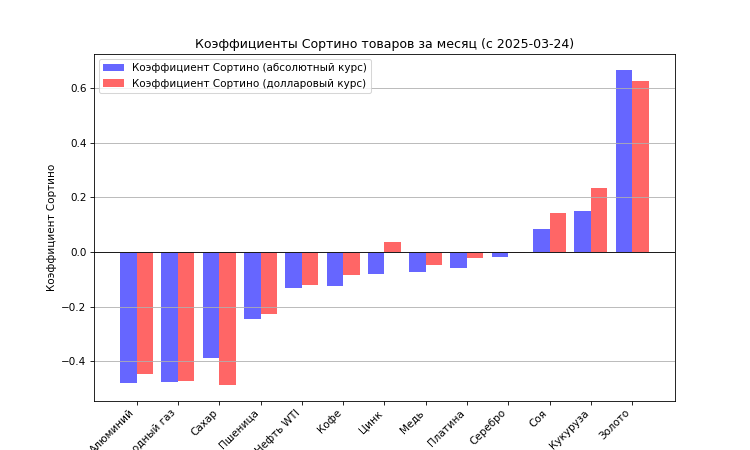 Коэффициенты Сортино товаров за месяц (с 2025-03-24)
Коэффициент Сортино (абсолютный курс)
Коэффициент Сортино (долларовый курс)
Коэффициент Сортино
0.6
0.4
0.2
0.0
−0.2
−0.4
Алюминий
одный газ
Сахар
Пшеница
Нефть WTI
Кофе
Цинк
Медь
Платина
Серебро
Соя
Кукуруза
Золото